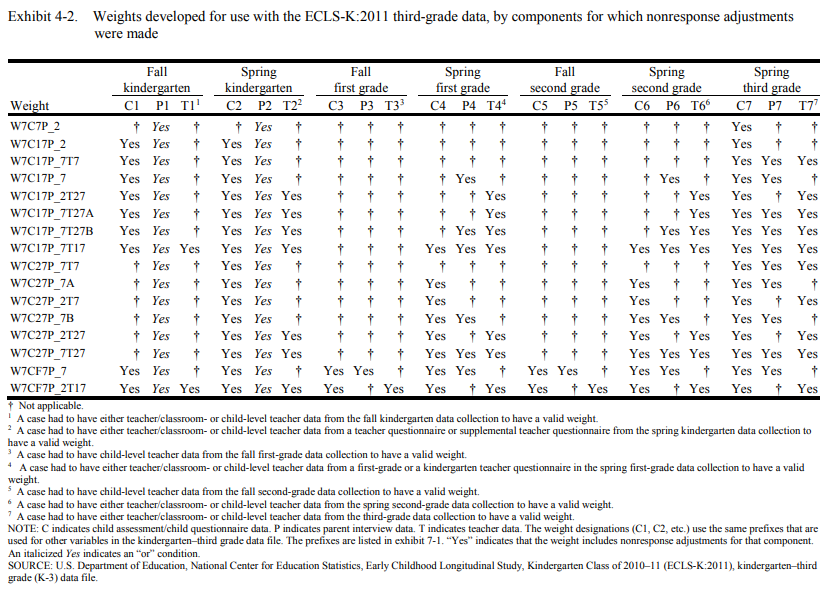 Exhibit 4-2. Weights developed for use with the ECLS-K:2011 third-grade data, by components for which nonresponse adjustments
were made
Fall Spring Fall Spring Fall Spring Spring
kindergarten kindergarten first grade first grade second grade second grade third grade
Weight C1 P1 T1¹ C2 P2 T2² C3 P3 T3³ C4 P4 T4⁴ C5 P5 T5⁵ C6 P6 T6⁶ C7 P7 T7⁷
W7C7P_2 † Yes † † Yes † † † † † † † † † † † † † Yes † †
W7C17P_2 Yes Yes † Yes Yes † † † † † † † † † † † † † Yes † †
W7C17P_7T7 Yes Yes † Yes Yes † † † † † † † † † † † † † Yes Yes Yes
W7C17P_7 Yes Yes † Yes Yes † † † † † Yes † † † † † Yes † Yes Yes †
W7C17P_2T27 Yes Yes † Yes Yes Yes † † † † † Yes † † † † † Yes Yes † Yes
W7C17P_7T27A Yes Yes † Yes Yes Yes † † † † † Yes † † † † † Yes Yes Yes Yes
W7C17P_7T27B Yes Yes † Yes Yes Yes † † † † Yes Yes † † † † Yes Yes Yes Yes Yes
W7C17P_7T17 Yes Yes Yes Yes Yes Yes † † † Yes Yes Yes † † † Yes Yes Yes Yes Yes Yes
W7C27P_7T7 † Yes † Yes Yes † † † † † † † † † † † † † Yes Yes Yes
W7C27P_7A † Yes † Yes Yes † † † † Yes † † † † † Yes † † Yes Yes †
W7C27P_2T7 † Yes † Yes Yes † † † † Yes † † † † † Yes † † Yes † Yes
W7C27P_7B † Yes † Yes Yes † † † † Yes Yes † † † † Yes Yes † Yes Yes †
W7C27P_2T27 † Yes † Yes Yes Yes † † † Yes † Yes † † † Yes † Yes Yes † Yes
W7C27P_7T27 † Yes † Yes Yes Yes † † † Yes Yes Yes † † † Yes Yes Yes Yes Yes Yes
W7CF7P_7 Yes Yes † Yes Yes † Yes Yes † Yes Yes † Yes Yes † Yes Yes † Yes Yes †
W7CF7P_2T17 Yes Yes Yes Yes Yes Yes Yes † Yes Yes † Yes Yes † Yes Yes † Yes Yes † Yes
† Not applicable.
¹ A case had to have either teacher/classroom- or child-level teacher data from the fall kindergarten data collection to have a valid weight.
² A case had to have either teacher/classroom- or child-level teacher data from a teacher questionnaire or supplemental teacher questionnaire from the spring kindergarten data collection to
have a valid weight.
³ A case had to have child-level teacher data from the fall first-grade data collection to have a valid weight.
⁴ A case had to have either teacher/classroom- or child-level teacher data from a first-grade or a kindergarten teacher questionnaire in the spring first-grade data collection to have a valid
weight.
⁵ A case had to have child-level teacher data from the fall second-grade data collection to have a valid weight.
⁶ A case had to have either teacher/classroom- or child-level teacher data from the spring second-grade data collection to have a valid weight.
⁷ A case had to have either teacher/classroom- or child-level teacher data from the third-grade data collection to have a valid weight.
NOTE: C indicates child assessment/child questionnaire data. P indicates parent interview data. T indicates teacher data. The weight designations (C1, C2, etc.) use the same prefixes that are
used for other variables in the kindergarten–third grade data file. The prefixes are listed in exhibit 7-1. “Yes” indicates that the weight includes nonresponse adjustments for that component.
An italicized Yes indicates an “or” condition.
SOURCE: U.S. Department of Education, National Center for Education Statistics, Early Childhood Longitudinal Study, Kindergarten Class of 2010–11 (ECLS-K:2011), kindergarten–third
grade (K-3) data file.